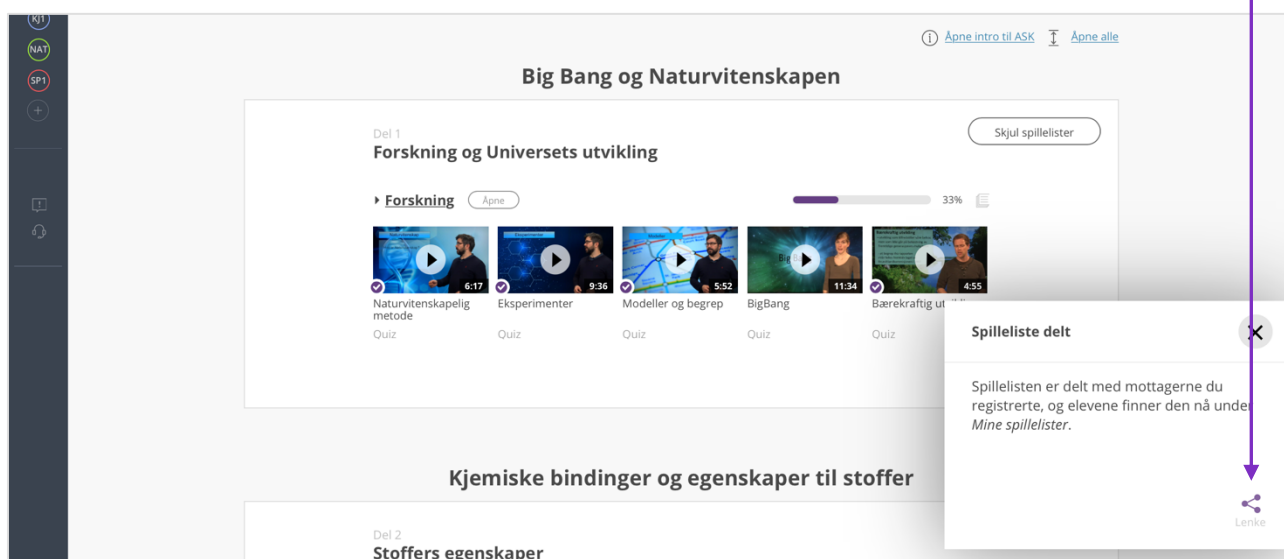 KJ1
NAT
SP1
Åpne intro til ASK Åpne alle
Big Bang og Naturvitenskapen
Del 1
Forskning og Universets utvikling
Skjul spillelister
Forskning Åpne 33%
6:17 9:36 5:52 11:34 4:55
Naturvitenskapelig metode
Eksperimenter
Modeller og begrep
BigBang
Bærekraftig
Quiz Quiz Quiz Quiz Quiz
Spilleliste delt
Spillelisten er delt med mottagerne du
registrerte, og elevene finner den nå under
Mine spillelister.
Lenke
Kjemiske bindinger og egenskaper til stoffer
Del 2
Stoffers egenskaper